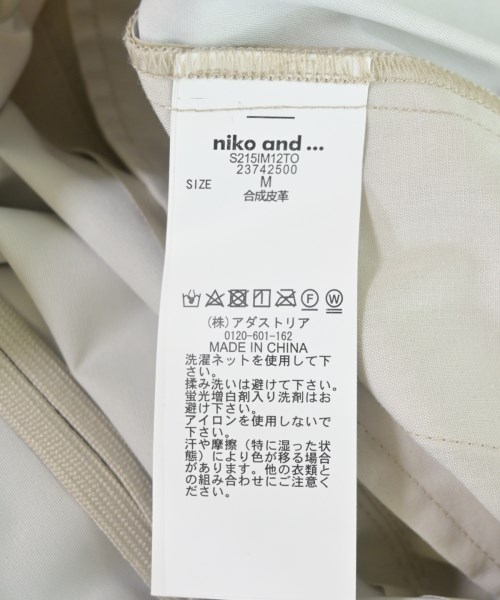 niko and ...
S215IM12TO
23742500
SIZE M
合成皮革
F W
(株)アダストリア
0120-601-162
MADE IN CHINA
洗濯ネットを使用して下
さい。
揉み洗いは避けて下さい。
蛍光増白剤入り洗剤はお
避け下さい。
アイロンを使用しないで
下さい。
汗や摩擦(特に湿った状
態)により色が移る場合
があります。他の衣類と
の組み合わせにご注意く
ださい。